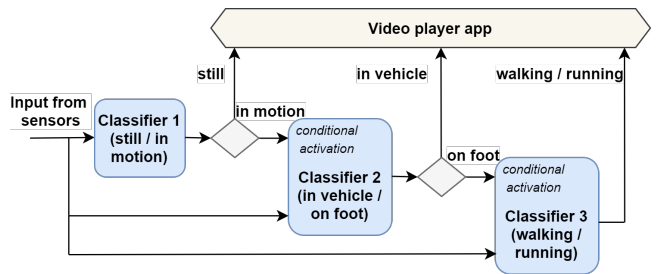 Video player app
still
in vehicle
walking / running
Input from
sensors
Classifier 1
(still / in
motion)
in motion
conditional
activation
Classifier 2
(in vehicle /
on foot)
on foot
conditional
activation
Classifier 3
(walking /
running)